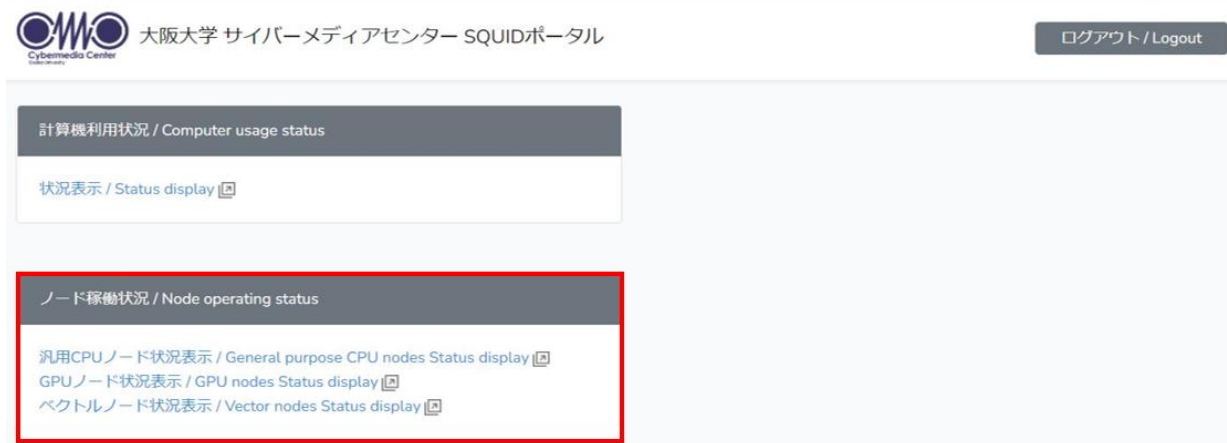 Cybermedia Center
大阪大学 サイバーメディアセンター SQUIDポータル
ログアウト / Logout
計算機利用状況 / Computer usage status
状況表示 / Status display
ノード稼働状況 / Node operating status
汎用CPUノード状況表示 / General purpose CPU nodes Status display
GPUノード状況表示 / GPU nodes Status display
ベクトルノード状況表示 / Vector nodes Status display